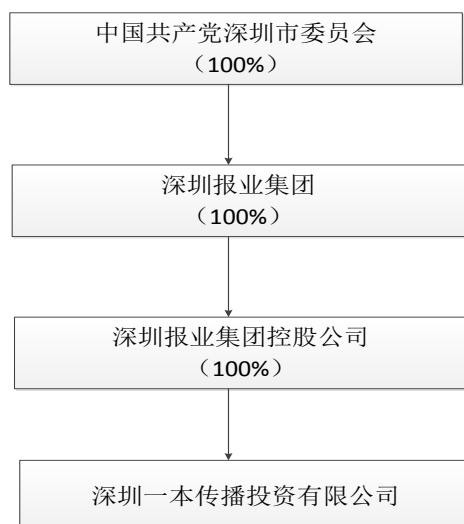 中国共产党深圳市委员会
（100%）
深圳报业集团
（100%）
深圳报业集团控股公司
（100%）
深圳一本传播投资有限公司